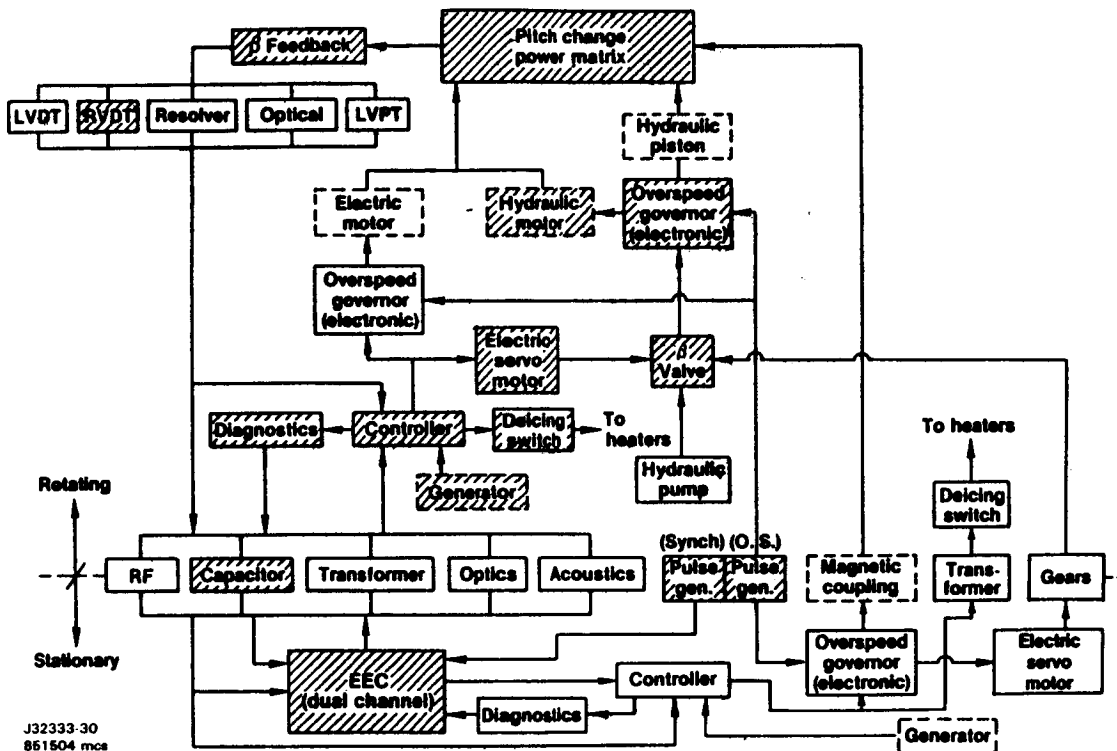 Pitch change
power matrix
β Feedback
LVDT
RVDT
Resolver
Optical
LVPT
Hydraulic
piston
Electric
motor
Hydraulic
motor
Overspeed
governor
(electronic)
Overspeed
governor
(electronic)
Electric
servo
motor
β
Valve
Diagnostics
Controller
Deicing
switch
To
heaters
Generator
Hydraulic
pump
To heaters
Deicing
switch
Rotating
(Synch) (O.S.)
RF
Capacitor
Transformer
Optics
Acoustics
Pulse
gen.
Pulse
gen.
Magnetic
coupling
Trans-
former
Gears
Stationary
EEC
(dual channel)
Controller
Diagnostics
Overspeed
governor
(electronic)
Electric
servo
motor
Generator
J32333-30
851504 mcs